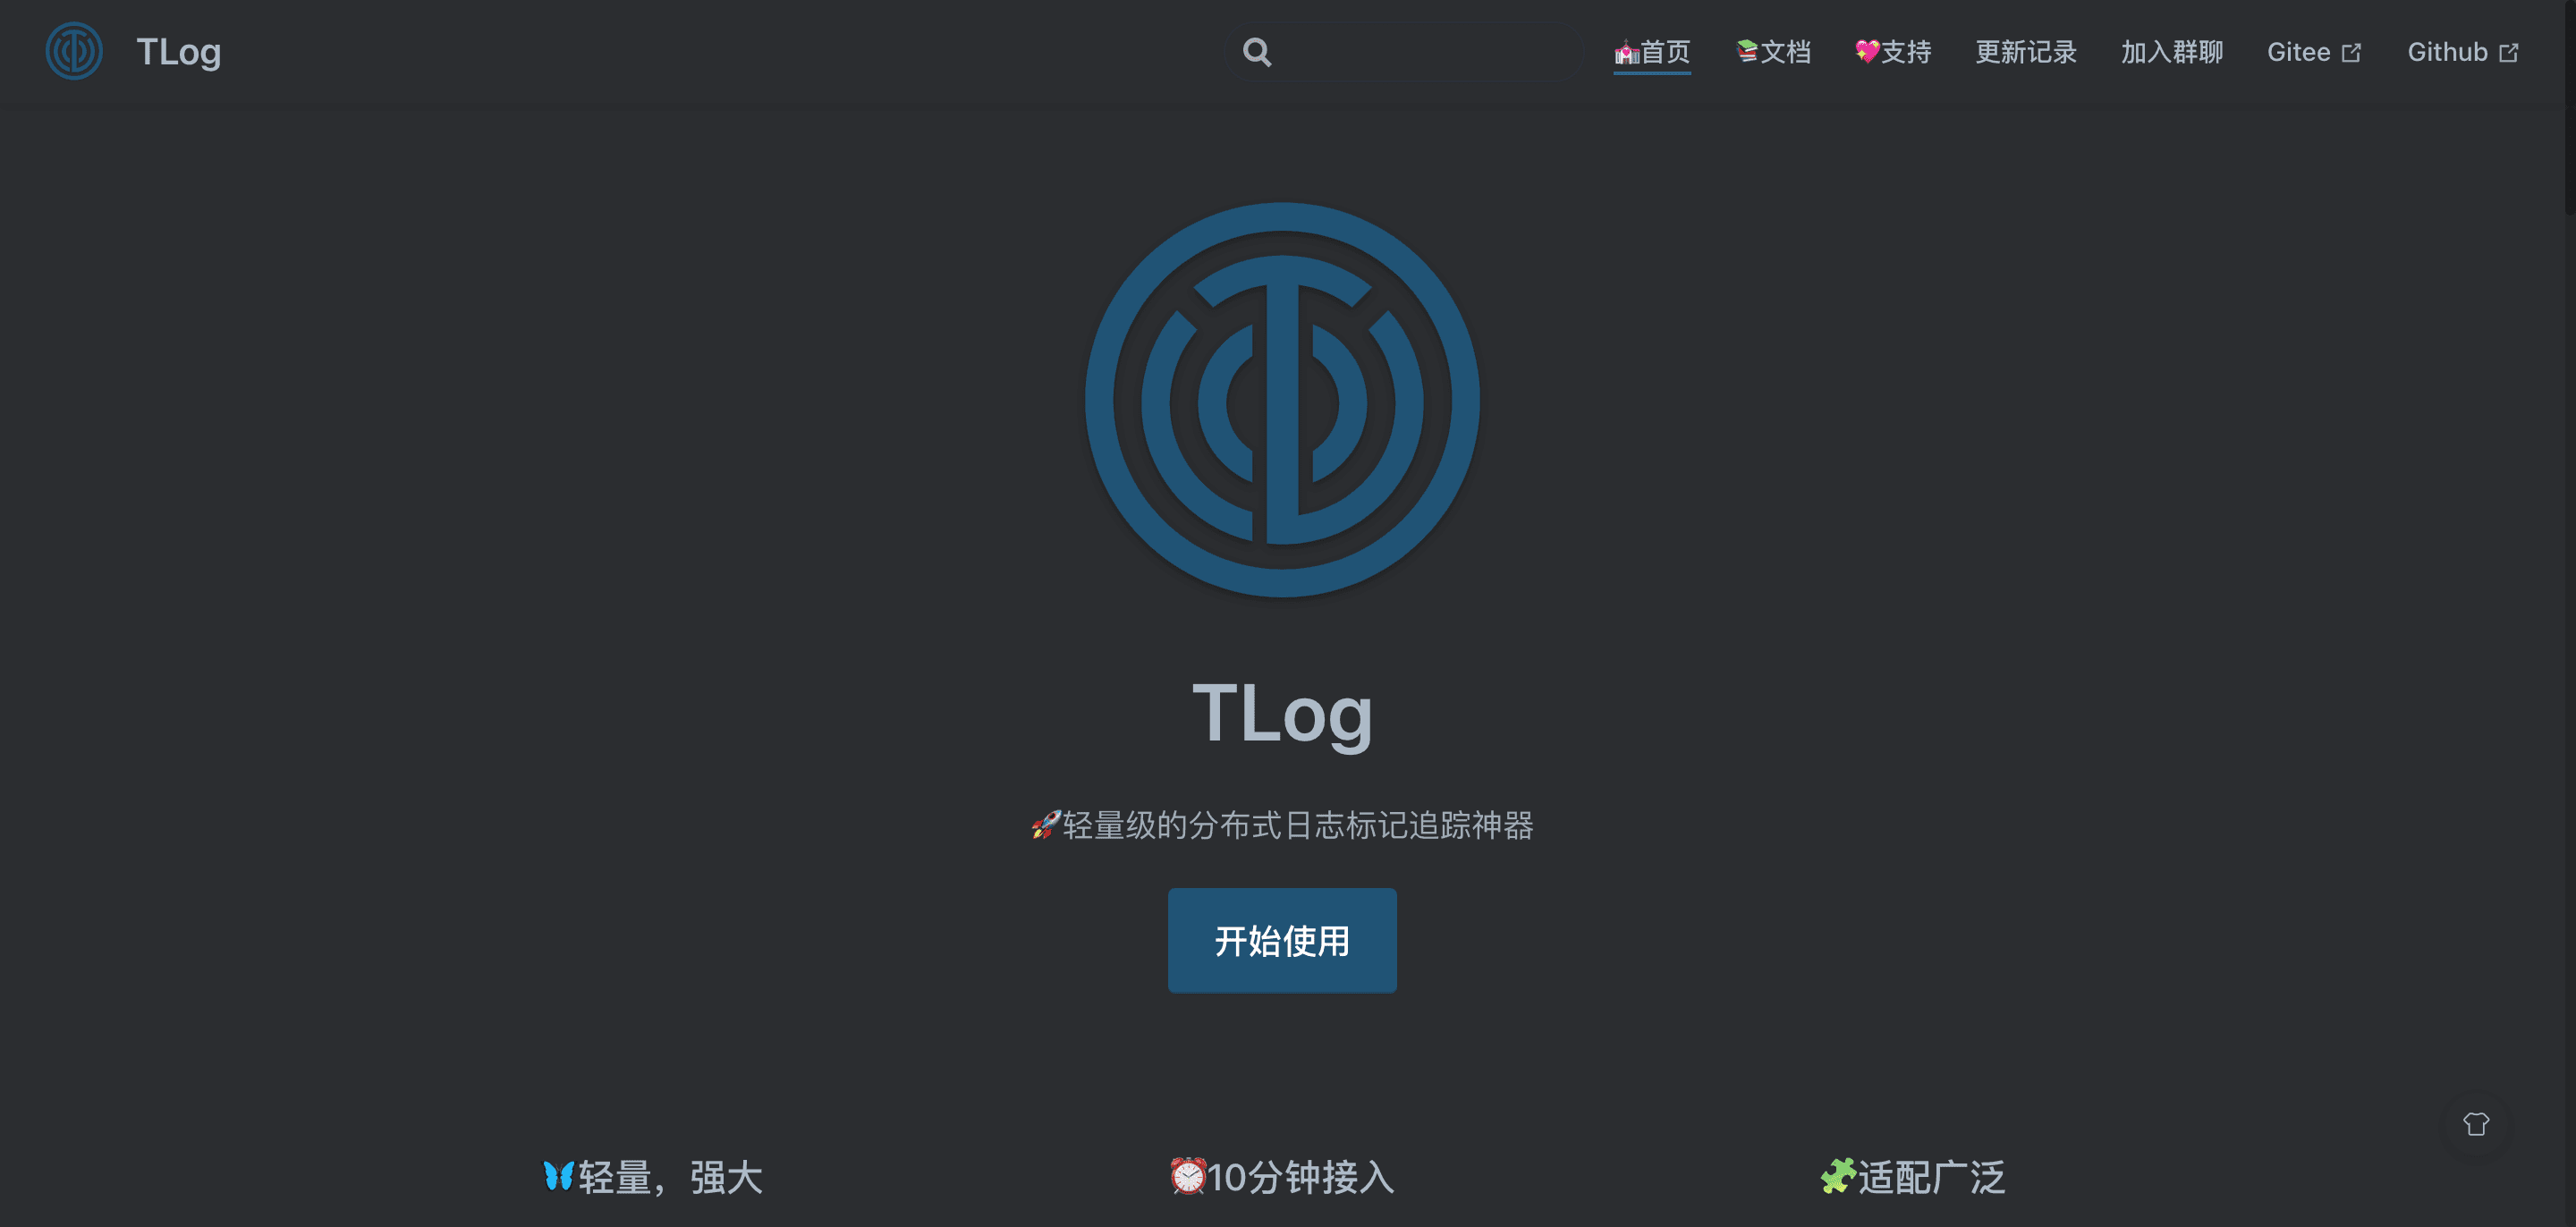 TLog
🏰首页 📚文档 💖支持 更新记录 加入群聊 Gitee Github
TLog
🚀轻量级的分布式日志标记追踪神器
开始使用
🦋轻量，强大
⏰10分钟接入
🧩适配广泛